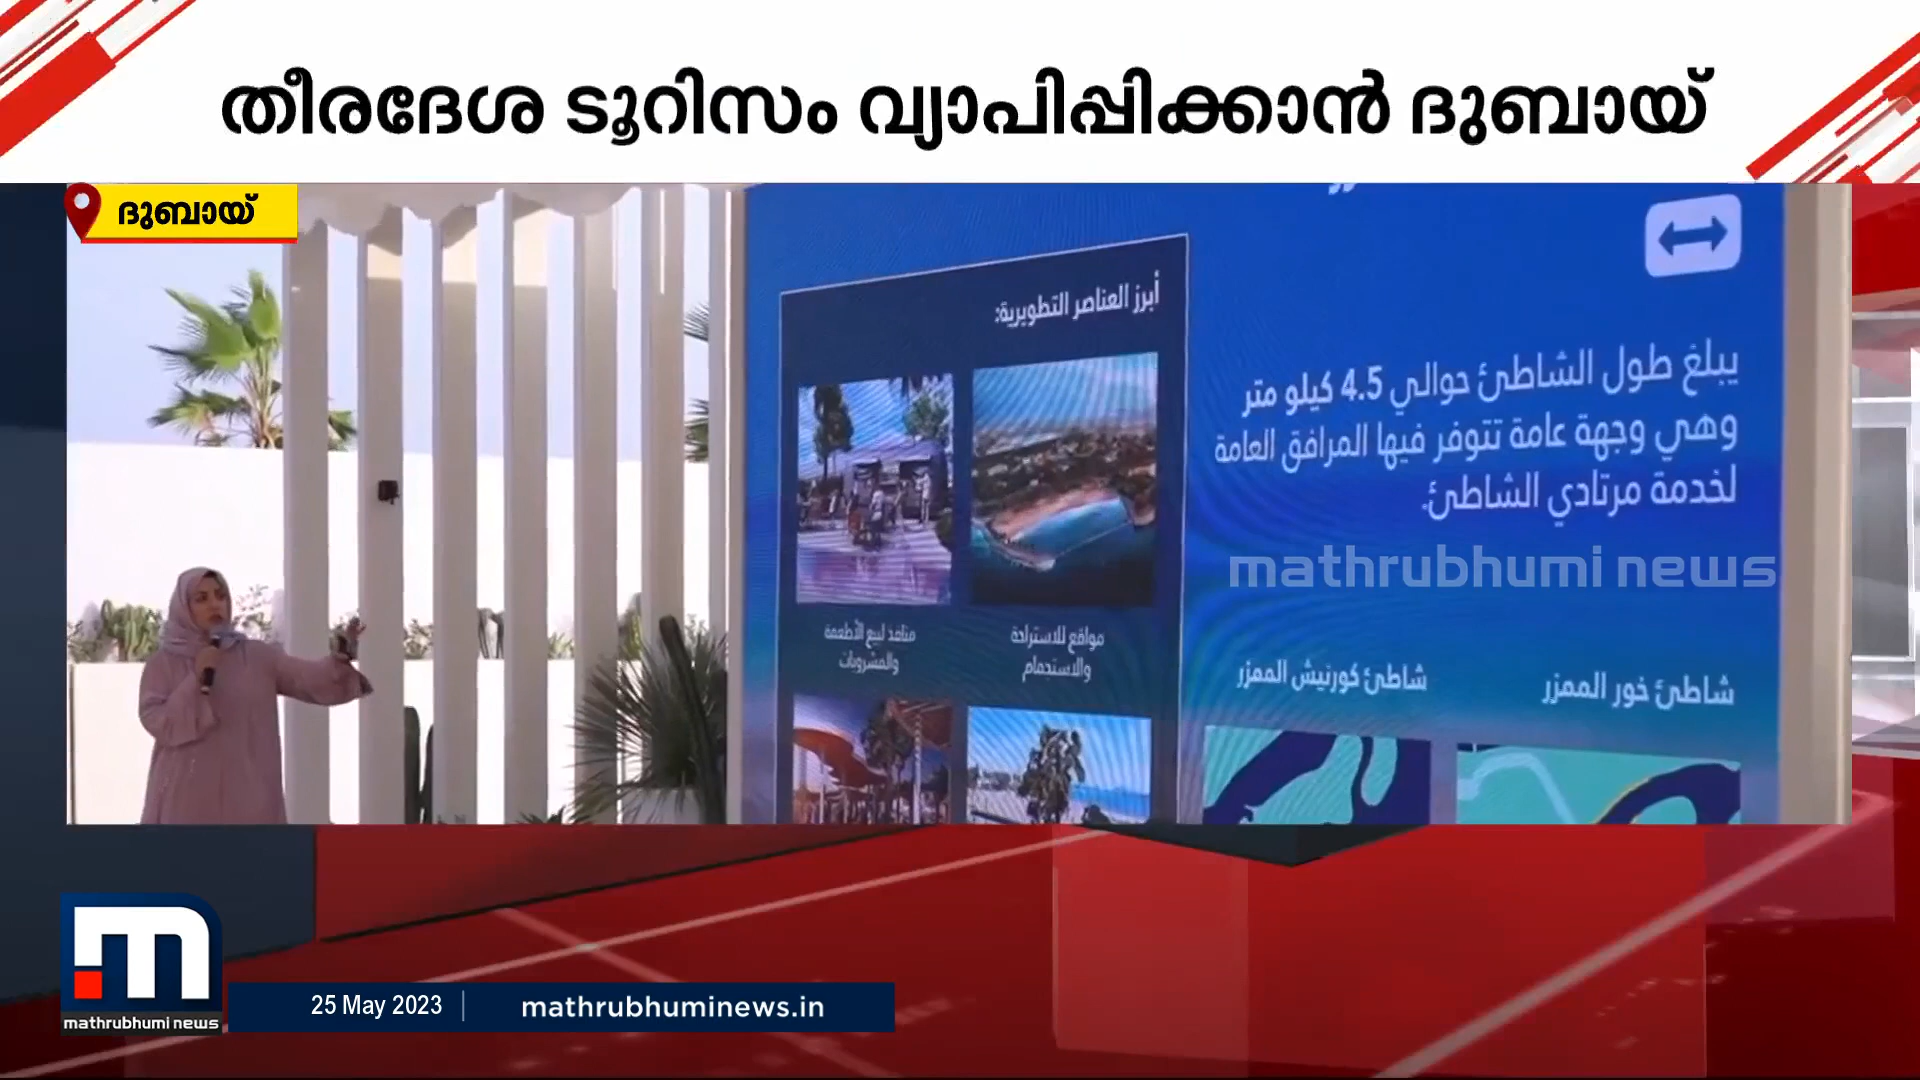 തീരദേശ ടൂറിസം വ്യാപിപ്പിക്കാൻ ദുബായ്
ദുബായ്
أبرز العناصر التطويرية:
يبلغ طول الشاطئ حوالي 4.5 كيلو متر
وهي وجهة عامة تتوفر فيها المرافق العامة
لخدمة مرتادي الشاطئ.
mathrubhumi news
مواقع للاستراحة
والاستجمام
منافذ لبيع الأطعمة
والمشروبات
شاطئ خور الممزر
شاطئ كورنيش الممزر
mathrubhumi news
25 May 2023
mathrubhuminews.in